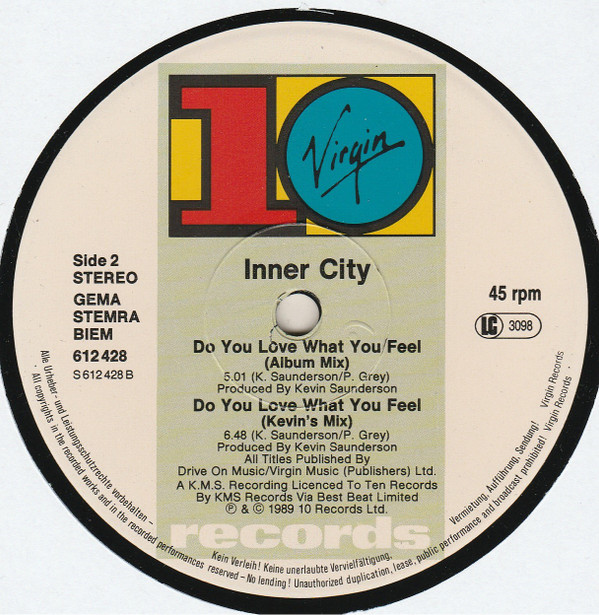 10
Virgin
Inner City
Side 2
STEREO
GEMA
STEMRA
BIEM
612 428
S 612 428 B
45 rpm
LC 3098
Do You Love What You Feel
(Album Mix)
5.01 (K. Saunderson/P. Grey)
Produced By Kevin Saunderson
Do You Love What You Feel
(Kevin's Mix)
6.48 (K. Saunderson/P. Grey)
Produced By Kevin Saunderson
All Titles Published By
Drive On Music/Virgin Music (Publishers) Ltd.
A K.M.S. Recording Licenced To Ten Records
By KMS Records Via Best Beat Limited
℗ & © 1989 10 Records Ltd.
records
Alle Urheber- und Leistungsschutzrechte vorbehalten – Kein Verleih! Keine unerlaubte Vervielfältigung, Vermietung, Aufführung, Sendung! Virgin Records
· All copyrights in the recorded works and in the recorded performances reserved – No lending! Unauthorized duplication, lease, public performance and broadcast prohibited! Virgin Records ·